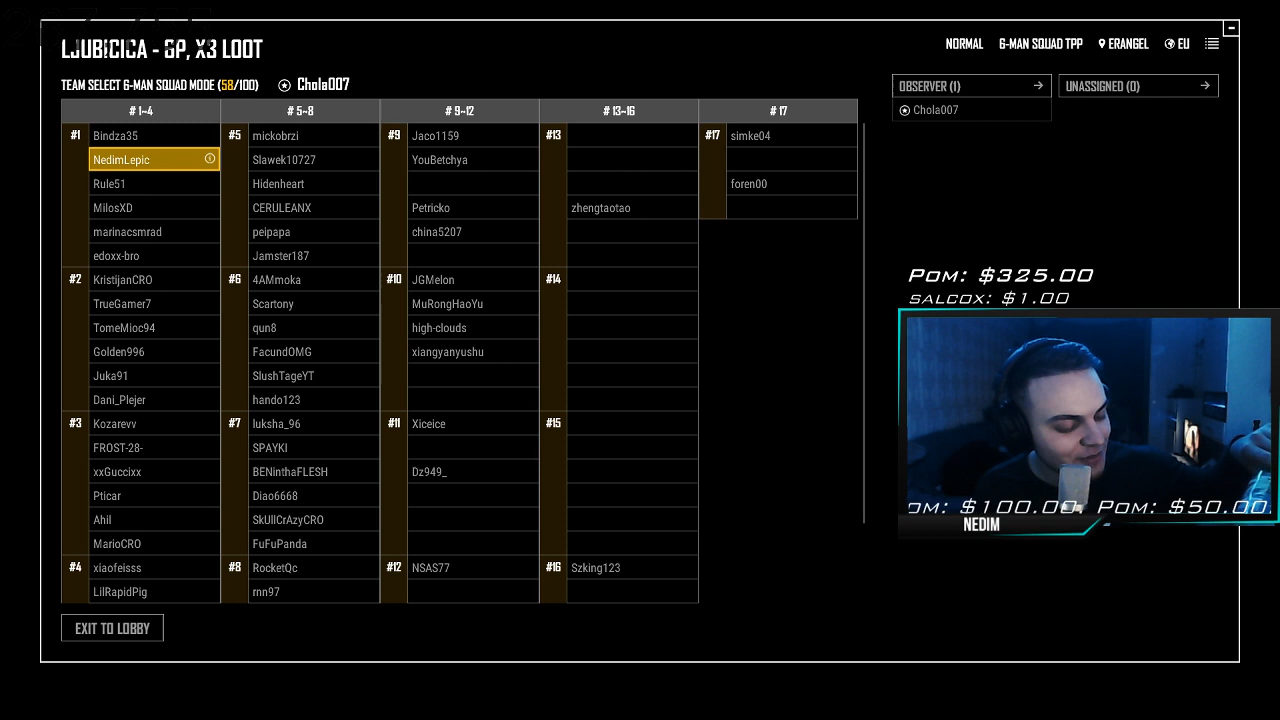 LJUBICICA - GP, X3 LOOT
NORMAL 6-MAN SQUAD TPP ERANGEL EU
TEAM SELECT 6-MAN SQUAD MODE (58/100) Chola007
OBSERVER (1) UNASSIGNED (0)
Chola007
# 1~4
#1 Bindza35
NedimLepic
Rule51
MilosXD
marinacsmrad
edoxx-bro
#2 KristijanCRO
TrueGamer7
TomeMioc94
Golden996
Juka91
Dani_Plejer
#3 Kozarevv
FROST-28-
xxGuccixx
Pticar
Ahil
MarioCRO
#4 xiaofeisss
LilRapidPig
# 5~8
#5 mickobrzi
Slawek10727
Hidenheart
CERULEANX
peipapa
Jamster187
#6 4AMmoka
Scartony
qun8
FacundOMG
SlushTageYT
hando123
#7 luksha_96
SPAYKI
BENinthaFLESH
Diao6668
SkUllCrAzyCRO
FuFuPanda
#8 RocketQc
rnn97
# 9~12
#9 Jaco1159
YouBetchya
Petricko
china5207
#10 JGMelon
MuRongHaoYu
high-clouds
xiangyanyushu
#11 Xiceice
Dz949_
#12 NSAS77
# 13~16
#13
zhengtaotao
#14
#15
#16 Szking123
# 17
#17 simke04
foren00
Pom: $325.00
salcox: $1.00
om: $100.00, Pom: $50.00,
NEDIM
EXIT TO LOBBY